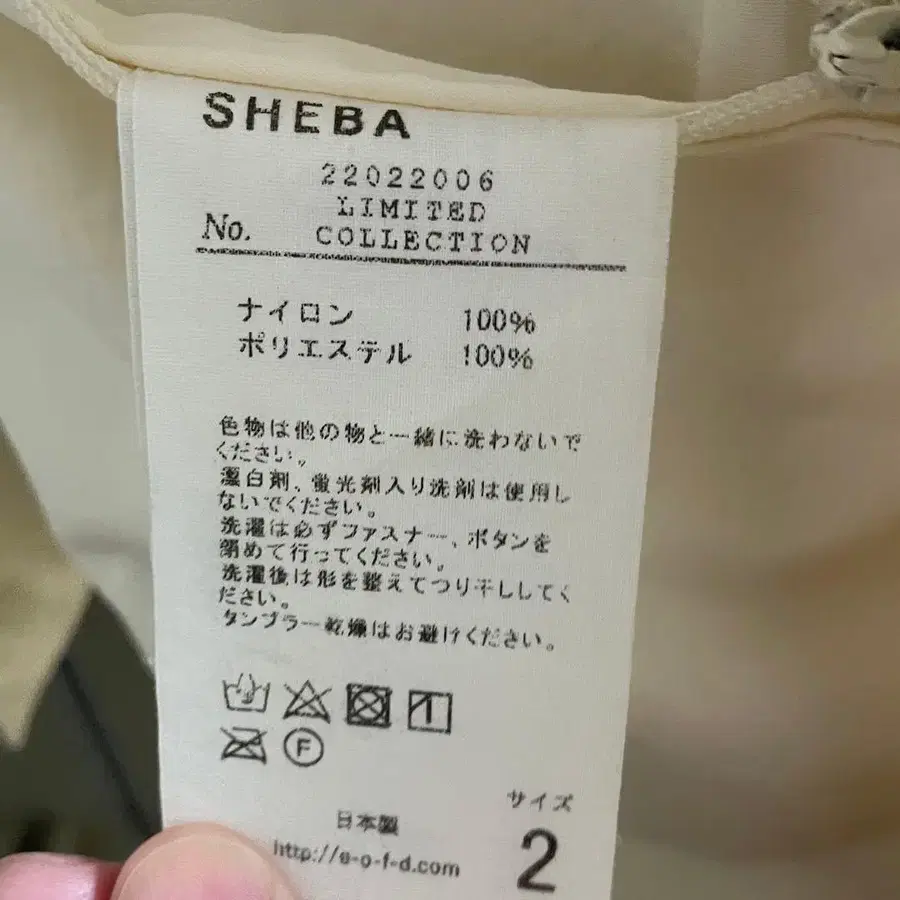 SHEBA
22022006
LIMITED
No. COLLECTION
ナイロン 100%
ポリエステル 100%
色物は他の物と一緒に洗わないで
ください。
漂白剤、蛍光剤入り洗剤は使用し
ないでください。
洗濯は必ずファスナー、ボタンを
閉めて行ってください。
洗濯後は形を整えてつり干ししてく
ださい。
タンブラー乾燥はお避けください。
F
サイズ
日本製
2
http://e-o-f-d.com